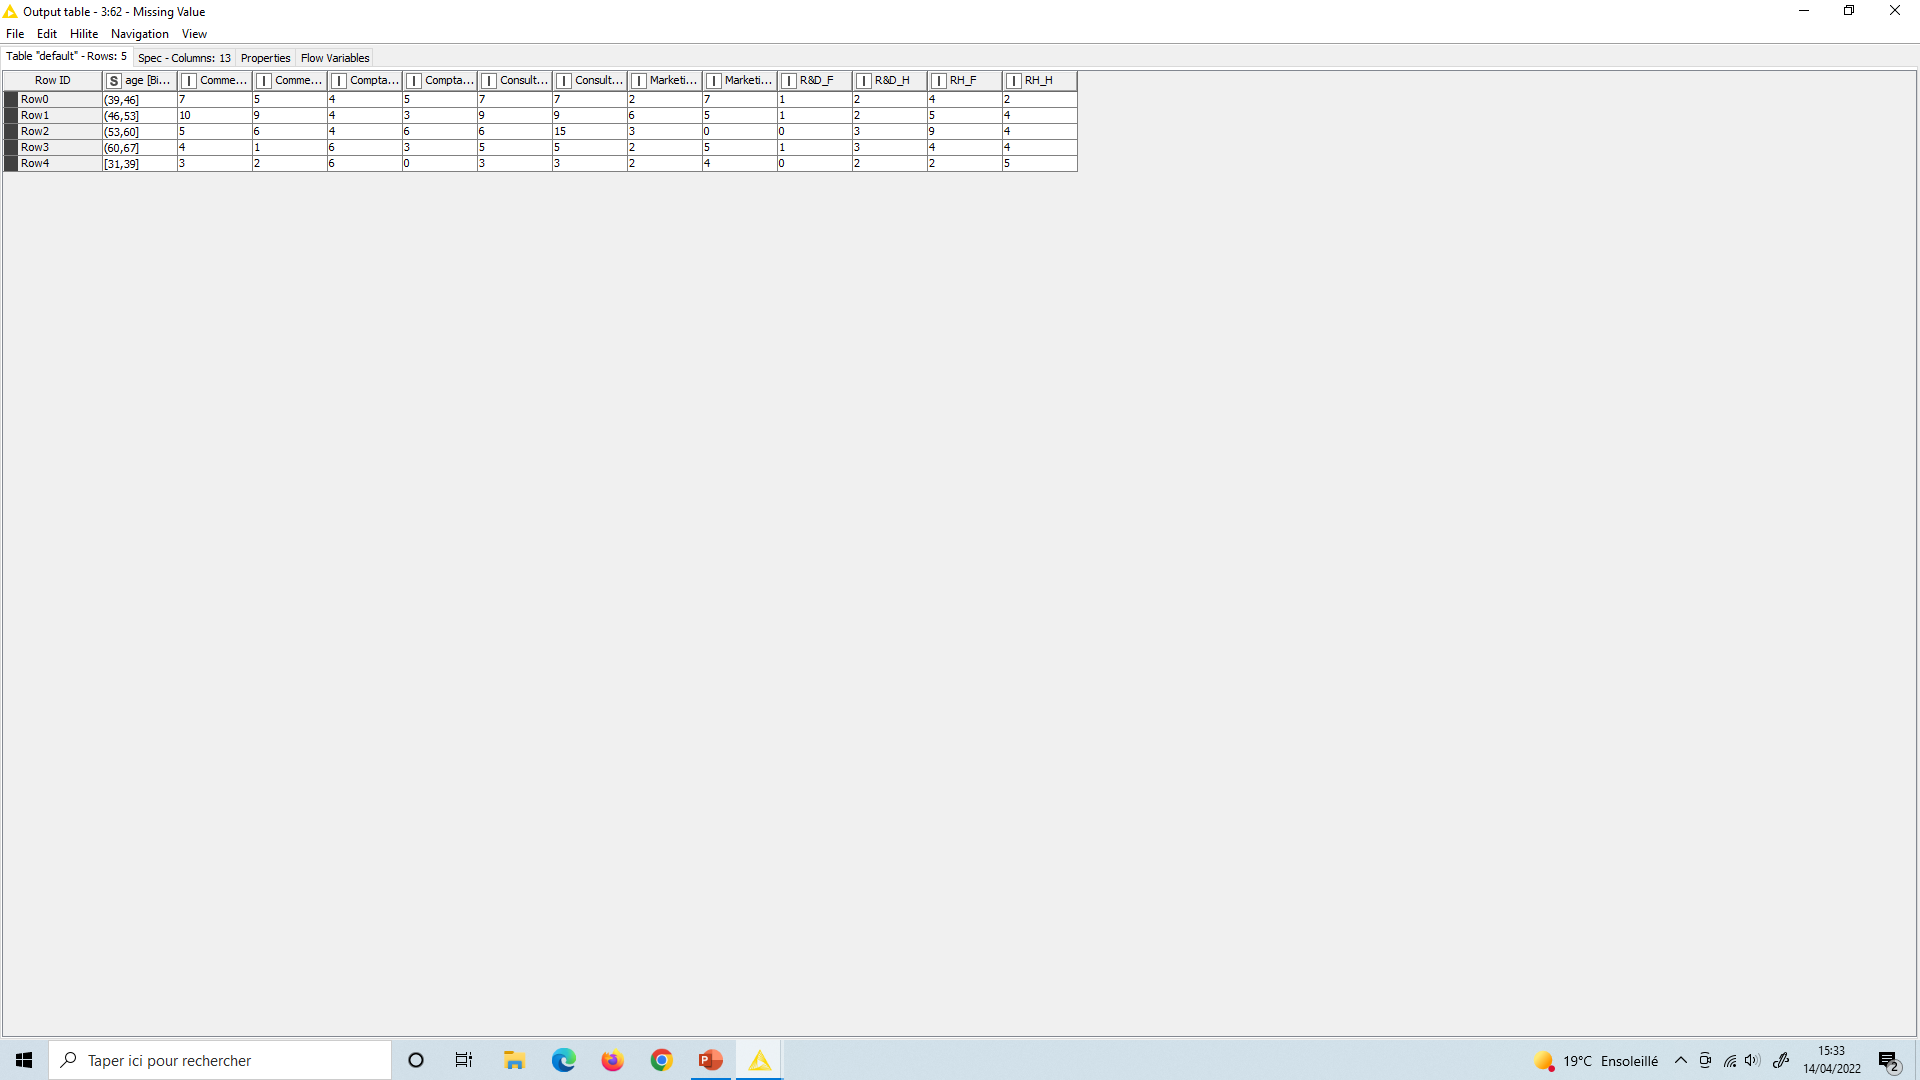 Output table - 3:62 - Missing Value
File Edit Hilite Navigation View
Table "default" - Rows: 5 Spec - Columns: 13 Properties Flow Variables
Row ID S age [Bi... I Comme... I Comme... I Compta... I Compta... I Consult... I Consult... I Marketi... I Marketi... I R&D_F I R&D_H I RH_F I RH_H
Row0 (39,46] 7 5 4 5 7 7 2 7 1 2 4 2
Row1 (46,53] 10 9 4 3 9 9 6 5 1 2 5 4
Row2 (53,60] 5 6 4 6 6 15 3 0 0 3 9 4
Row3 (60,67] 4 1 6 3 5 5 2 5 1 3 4 4
Row4 [31,39] 3 2 6 0 3 3 2 4 0 2 2 5
Taper ici pour rechercher
P
19°C Ensoleillé
15:33
14/04/2022
2